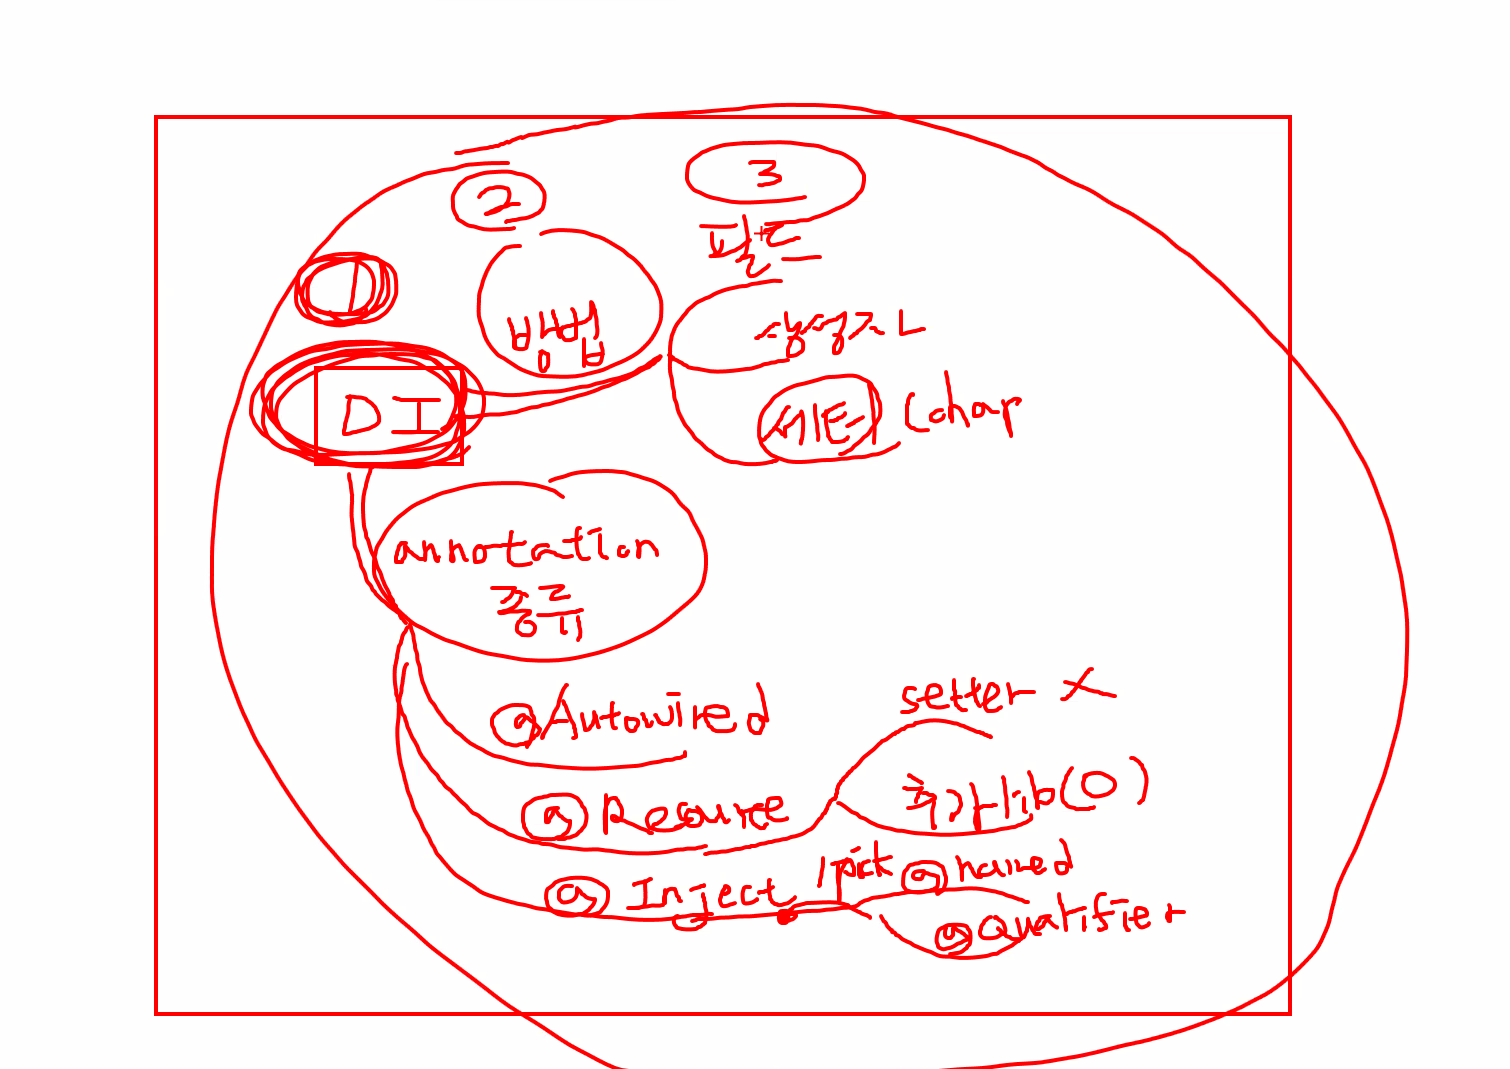 3
2
필드
1
방법
생성자
DI
세터 (chap
annotation
종류
setter X
@Autowired
추가 lib(O)
@Resource
1pick @named
@Inject
@Qualifier